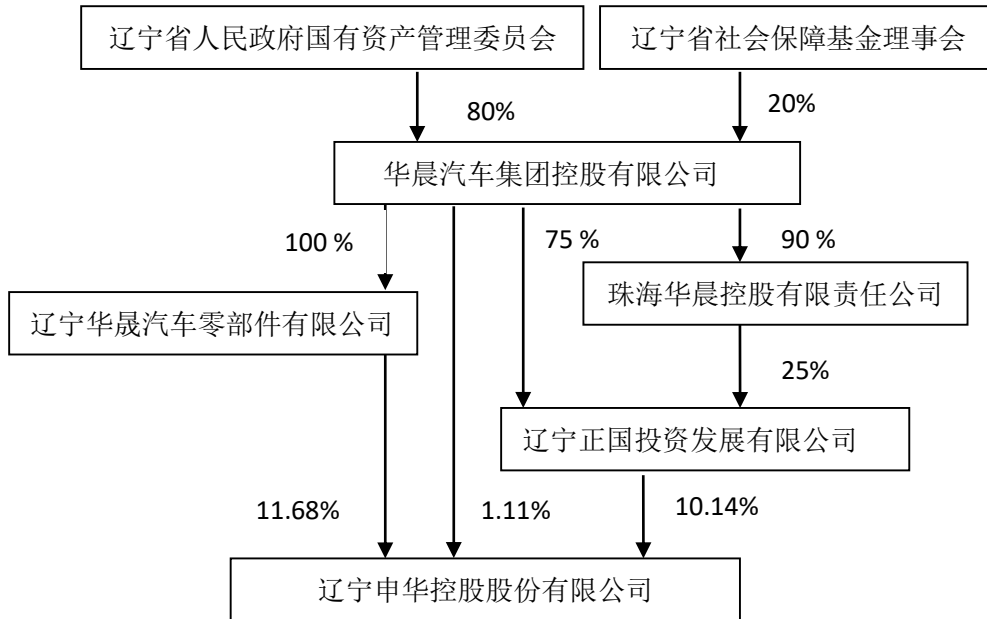 辽宁省人民政府国有资产管理委员会
辽宁省社会保障基金理事会
80%
20%
华晨汽车集团控股有限公司
100 %
75 %
90 %
辽宁华晟汽车零部件有限公司
珠海华晨控股有限责任公司
25%
辽宁正国投资发展有限公司
11.68%
1.11%
10.14%
辽宁申华控股股份有限公司